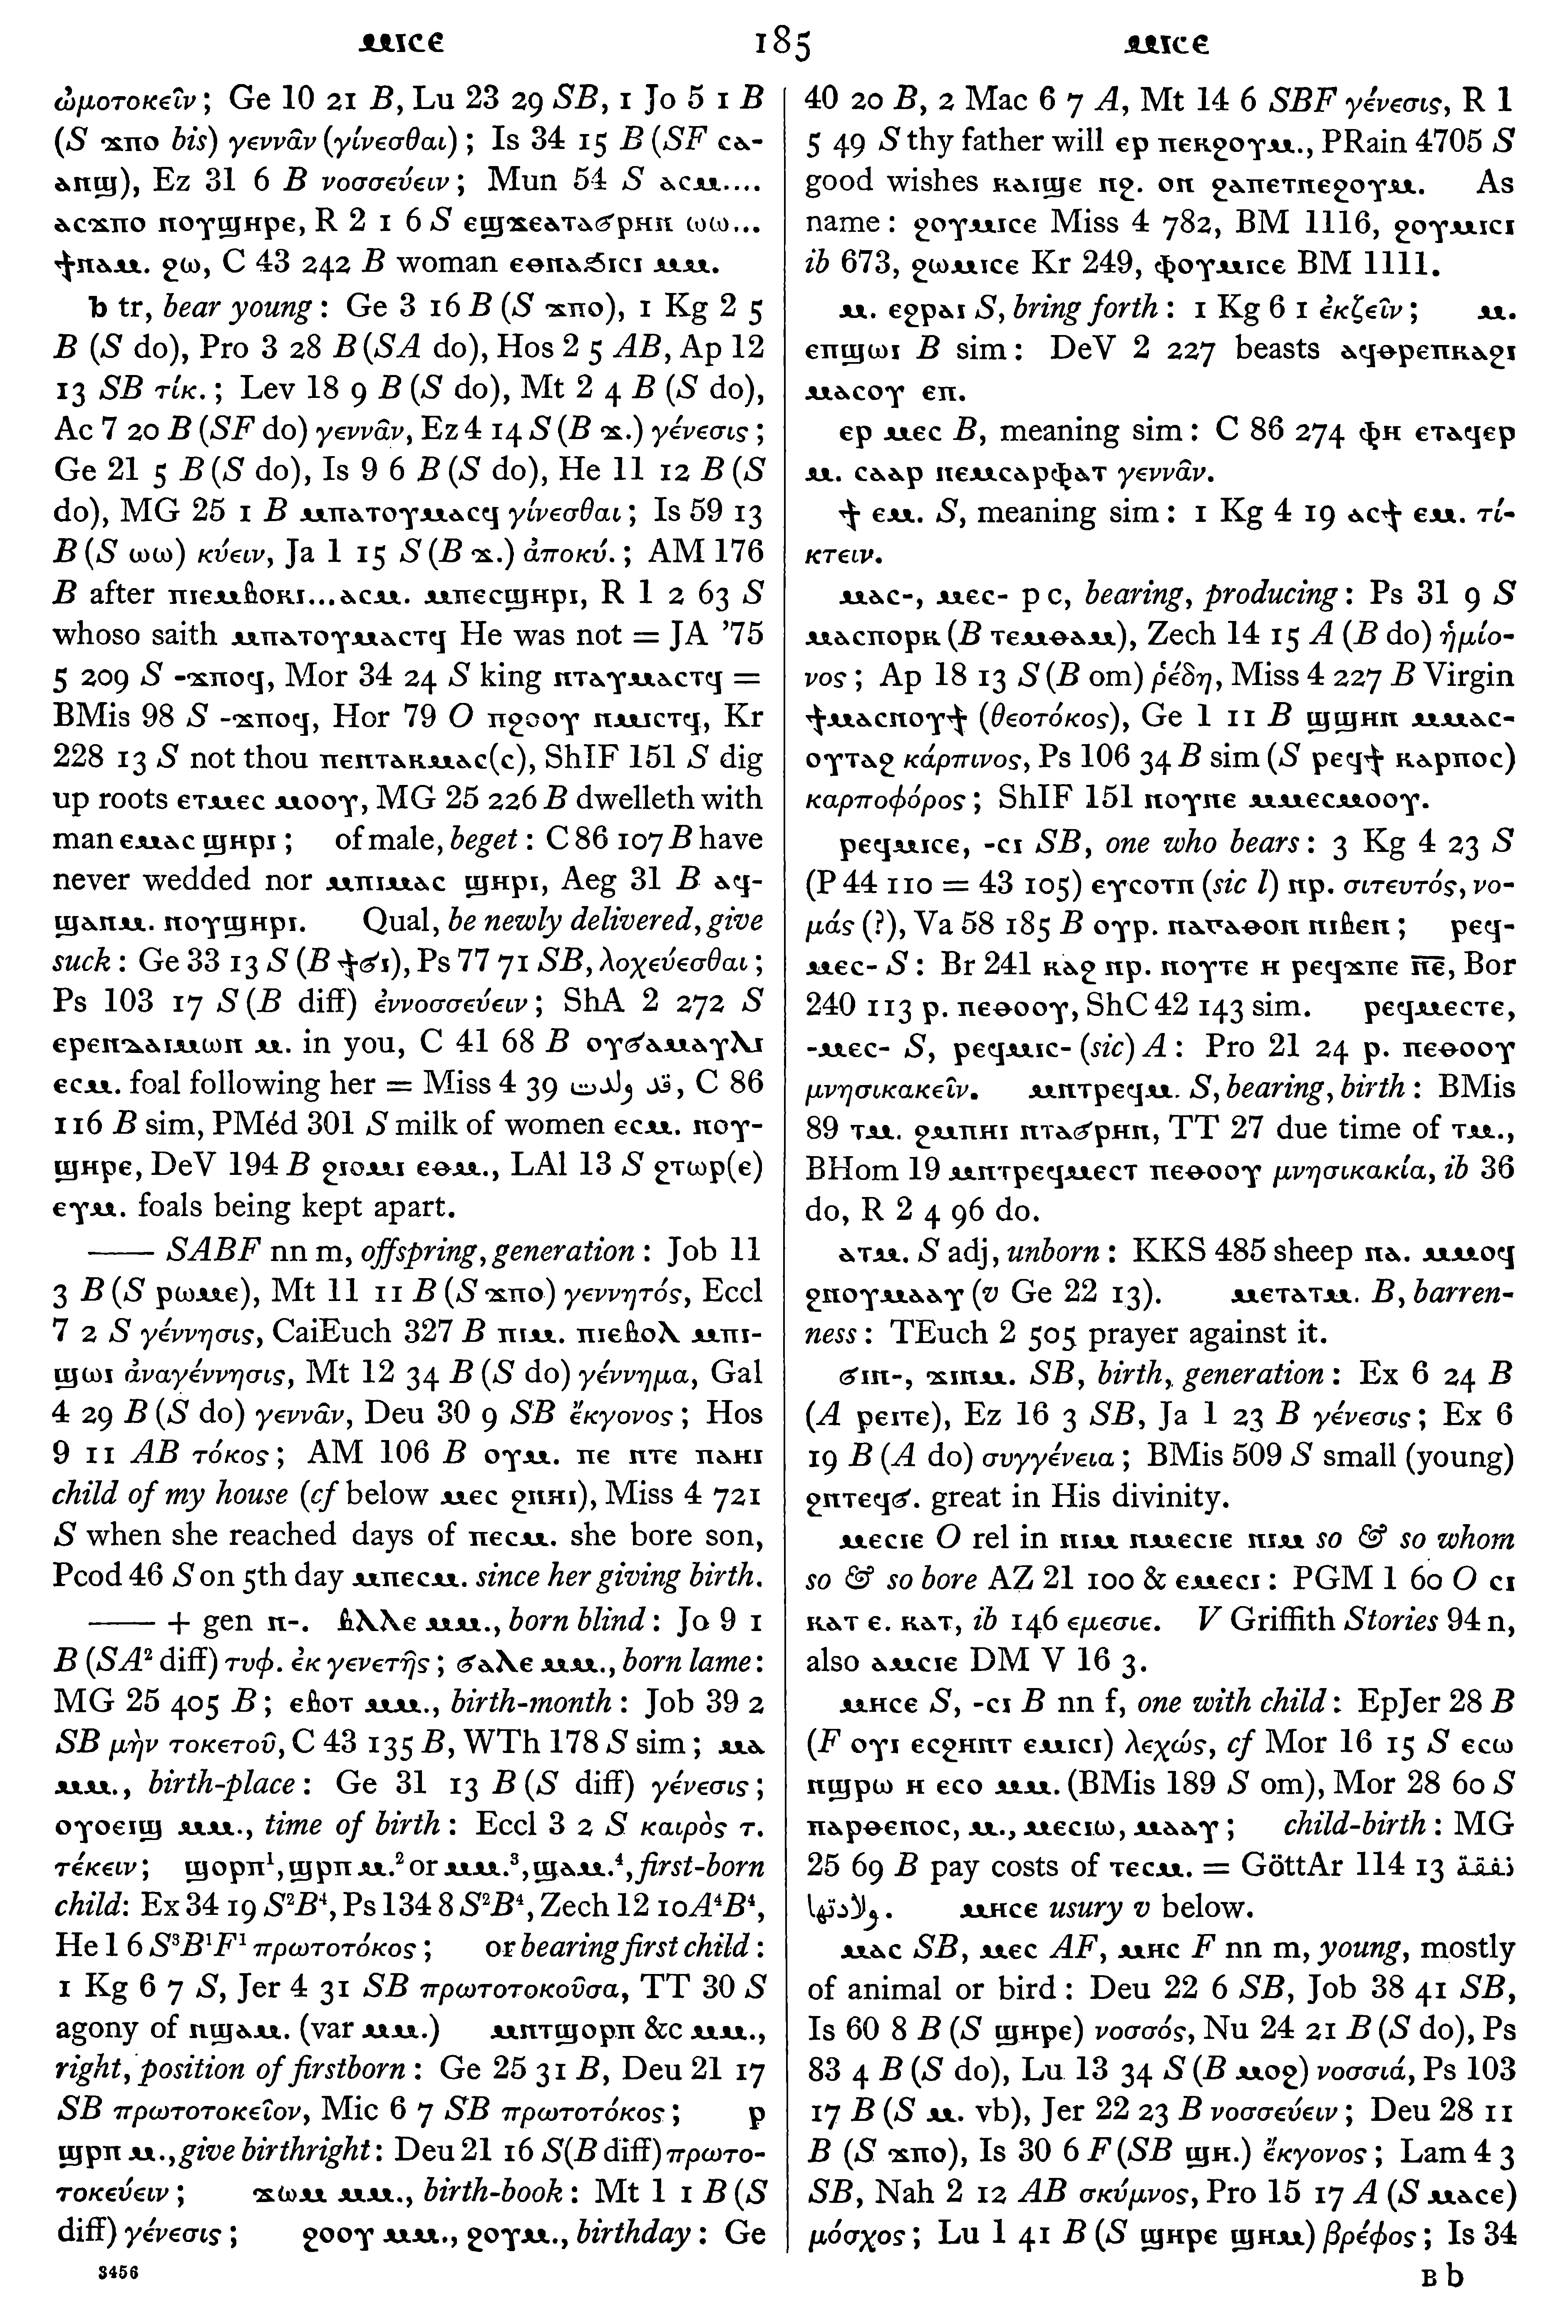 ⲙⲓⲥⲉ 185 ⲙⲓⲥⲉ
ὠμοτοκεῖν; Ge 10 21 B, Lu 23 29 SB, 1 Jo 5 1 B
(S ϫⲡⲟ bis) γεννᾶν (γίνεσθαι); Is 34 15 B (SF ⲥⲁ-
ⲁⲛϣ), Ez 31 6 B νοσσεύειν; Mun 54 S ⲁⲥⲙ....
ⲁⲥϫⲡⲟ ⲛⲟⲩϣⲏⲣⲉ, R 2 1 6 S ⲉϣϫⲉⲁⲧⲁϭⲣⲏⲛ ⲱⲱ...
ϯⲛⲁⲙ. ϩⲱ, C 43 242 B woman ⲉⲑⲛⲁϭⲓⲥⲓ ⲙⲙ.
b tr, bear young: Ge 3 16 B (S ϫⲡⲟ), 1 Kg 2 5
B (S do), Pro 3 28 B (SA do), Hos 2 5 AB, Ap 12
13 SB τίκ.; Lev 18 9 B (S do), Mt 2 4 B (S do),
Ac 7 20 B (SF do) γεννᾶν, Ez 4 14 S (B ϫ.) γένεσις;
Ge 21 5 B (S do), Is 9 6 B (S do), He 11 12 B (S
do), MG 25 1 B ⲙⲡⲁⲧⲟⲩⲙⲁⲥϥ γίνεσθαι; Is 59 13
B (S ⲱⲱ) κύειν, Ja 1 15 S (B ϫ.) ἀποκύ.; AM 176
B after ⲡⲓⲉⲙⲃⲟⲕⲓ...ⲁⲥⲙ. ⲙⲡⲉⲥϣⲏⲣⲓ, R 1 2 63 S
whoso saith ⲙⲡⲁⲧⲟⲩⲙⲁⲥⲧϥ He was not = JA ’75
5 209 S -ϫⲡⲟϥ, Mor 34 24 S king ⲛⲧⲁⲩⲙⲁⲥⲧϥ =
BMis 98 S -ϫⲡⲟϥ, Hor 79 O ⲡϩⲟⲟⲩ ⲛⲙⲓⲥⲧϥ, Kr
228 13 S not thou ⲡⲉⲛⲧⲁⲕⲙⲁⲥ(ⲥ), ShIF 151 S dig
up roots ⲉⲧⲙⲉⲥ ⲙⲟⲟⲩ, MG 25 226 B dwelleth with
man ⲉⲙⲁⲥ ϣⲏⲣⲓ; of male, beget: C 86 107 B have
never wedded nor ⲙⲡⲓⲙⲁⲥ ϣⲏⲣⲓ, Aeg 31 B ⲁϥ-
ϣⲁⲛⲙ. ⲛⲟⲩϣⲏⲣⲓ. Qual, be newly delivered, give
suck: Ge 33 13 S (B ϯϭⲓ), Ps 77 71 SB, λοχεύεσθαι;
Ps 103 17 S (B diff) ἐννοσσεύειν; ShA 2 272 S
ⲉⲣⲉⲡⲇⲁⲓⲙⲱⲛ ⲙ. in you, C 41 68 B ⲟⲩϭⲁⲙⲁⲩⲗⲓ
ⲉⲥⲙ. foal following her = Miss 4 39, C 86
116 B sim, PMéd 301 S milk of women ⲉⲥⲙ. ⲛⲟⲩ-
ϣⲏⲣⲉ, DeV 194 B ϩⲓⲟⲙⲓ ⲉⲑⲙ., LAl 13 S ϩⲧⲱⲣ(ⲉ)
ⲉⲩⲙ. foals being kept apart.
—— SABF nn m, offspring, generation: Job 11
3 B (S ⲣⲱⲙⲉ), Mt 11 11 B (S ϫⲡⲟ) γεννητός, Eccl
7 2 S γέννησις, CaiEuch 327 B ⲡⲓⲙ. ⲡⲓⲉⲃⲟⲗ ⲙⲡⲓ-
ϣⲱⲓ ἀναγέννησις, Mt 12 34 B (S do) γέννημα, Gal
4 29 B (S do) γεννᾶν, Deu 30 9 SB ἔκγονος; Hos
9 11 AB τόκος; AM 106 B ⲟⲩⲙ. ⲡⲉ ⲛⲧⲉ ⲡⲁⲏⲓ
child of my house (cf below ⲙⲉⲥ ϩⲛⲏⲓ), Miss 4 721
S when she reached days of ⲡⲉⲥⲙ. she bore son,
Pcod 46 S on 5th day ⲙⲡⲉⲥⲙ. since her giving birth.
—— + gen ⲛ-. ⲃⲗⲗⲉ ⲙⲙ., born blind: Jo 9 1
B (SA² diff) τυφ. ἐκ γενετῆς; ϭⲁⲗⲉ ⲙⲙ., born lame:
MG 25 405 B; ⲉⲃⲟⲧ ⲙⲙ., birth-month: Job 39 2
SB μὴν τοκετοῦ, C 43 135 B, WTh 178 S sim; ⲙⲁ
ⲙⲙ., birth-place: Ge 31 13 B (S diff) γένεσις;
ⲟⲩⲟⲉⲓϣ ⲙⲙ., time of birth: Eccl 3 2 S καιρὸς τ.
τέκειν; ϣⲟⲣⲡ¹, ϣⲣⲡ ⲙ.² or ⲙⲙ.³, ϣⲁⲙ.⁴, first-born
child: Ex 34 19 S²B⁴, Ps 134 8 S²B⁴, Zech 12 10 A⁴B⁴,
He 1 6 S³B¹F¹ πρωτοτόκος; or bearing first child:
1 Kg 6 7 S, Jer 4 31 SB πρωτοτοκοῦσα, TT 30 S
agony of ⲛϣⲁⲙ. (var ⲙⲙ.) ⲙⲛⲧϣⲟⲣⲡ &c ⲙⲙ.,
right, position of firstborn: Ge 25 31 B, Deu 21 17
SB πρωτοτοκεῖον, Mic 6 7 SB πρωτοτόκος; ⲣ
ϣⲣⲡ ⲙ., give birthright: Deu 21 16 S (B diff) πρωτο-
τοκεύειν; ϫⲱⲙ ⲙⲙ., birth-book: Mt 1 1 B (S
diff) γένεσις; ϩⲟⲟⲩ ⲙⲙ., ϩⲟⲩⲙ., birthday: Ge
3456
40 20 B, 2 Mac 6 7 A, Mt 14 6 SBF γένεσις, R 1
5 49 S thy father will ⲉⲣ ⲡⲉⲕϩⲟⲩⲙ., PRain 4705 S
good wishes ⲕⲁⲓϣⲉ ⲛϩ. ⲟⲛ ϩⲁⲡⲉⲧⲡⲉϩⲟⲩⲙ. As
name: ϩⲟⲩⲙⲓⲥⲉ Miss 4 782, BM 1116, ϩⲟⲩⲙⲓⲥⲓ
ib 673, ϩⲱⲙⲓⲥⲉ Kr 249, ⲫⲟⲩⲙⲓⲥⲉ BM 1111.
ⲙ. ⲉϩⲣⲁⲓ S, bring forth: 1 Kg 6 1 ἐκζεῖν; ⲙ.
ⲉⲡϣⲱⲓ B sim: DeV 2 227 beasts ⲁϥⲑⲣⲉⲡⲕⲁϩⲓ
ⲙⲁⲥⲟⲩ ⲉⲡ.
ⲉⲣ ⲙⲉⲥ B, meaning sim: C 86 274 ⲫⲏ ⲉⲧⲁϥⲉⲣ
ⲙ. ⲥⲁⲁⲣ ⲛⲉⲙⲥⲁⲣⲫⲁⲧ γεννᾶν.
ϯ ⲉⲙ. S, meaning sim: 1 Kg 4 19 ⲁⲥϯ ⲉⲙ. τί-
κτειν.
ⲙⲁⲥ-, ⲙⲉⲥ- p c, bearing, producing: Ps 31 9 S
ⲙⲁⲥⲡⲟⲣⲕ (B ⲧⲉⲙⲑⲁⲙ), Zech 14 15 A (B do) ἡμίο-
νος; Ap 18 13 S (B om) ῥέδη, Miss 4 227 B Virgin
ϯⲙⲁⲥⲛⲟⲩϯ (θεοτόκος), Ge 1 11 B ϣϣⲏⲛ ⲙⲙⲁⲥ-
ⲟⲩⲧⲁϩ κάρπινος, Ps 106 34 B sim (S ⲣⲉϥϯ ⲕⲁⲣⲡⲟⲥ)
καρποφόρος; ShIF 151 ⲛⲟⲩⲛⲉ ⲙⲙⲉⲥⲙⲟⲟⲩ.
ⲣⲉϥⲙⲓⲥⲉ, -ⲥⲓ SB, one who bears: 3 Kg 4 23 S
(P 44 110 = 43 105) ⲉⲩⲥⲟⲧⲡ (sic l) ⲛⲣ. σιτευτός, νο-
μάς (?), Va 58 185 B ⲟⲩⲣ. ⲛⲁⲅⲁⲑⲟⲛ ⲛⲓⲃⲉⲛ; ⲣⲉϥ-
ⲙⲉⲥ- S: Br 241 ⲕⲁϩ ⲛⲣ. ⲛⲟⲩⲧⲉ ⲏ ⲣⲉϥϫⲡⲉ ⲛ̅ⲉ̅, Bor
240 113 ⲣ. ⲡⲉⲑⲟⲟⲩ, ShC 42 143 sim. ⲣⲉϥⲙⲉⲥⲧⲉ,
-ⲙⲉⲥ- S, ⲣⲉϥⲙⲓⲥ- (sic) A: Pro 21 24 ⲣ. ⲡⲉⲑⲟⲟⲩ
μνησικακεῖν. ⲙⲛⲧⲣⲉϥⲙ. S, bearing, birth: BMis
89 ⲧⲙ. ϩⲙⲡⲏⲓ ⲛⲧⲁϭⲣⲏⲛ, TT 27 due time of ⲧⲙ.,
BHom 19 ⲙⲛⲧⲣⲉϥⲙⲉⲥⲧ ⲡⲉⲑⲟⲟⲩ μνησικακία, ib 36
do, R 2 4 96 do.
ⲁⲧⲙ. S adj, unborn: KKS 485 sheep ⲛⲁ. ⲙⲙⲟϥ
ϩⲛⲟⲩⲙⲁⲁⲩ (v Ge 22 13). ⲙⲉⲧⲁⲧⲙ. B, barren-
ness: TEuch 2 505 prayer against it.
ϭⲓⲛ-, ϫⲓⲛⲙ. SB, birth, generation: Ex 6 24 B
(A ⲣⲉⲓⲧⲉ), Ez 16 3 SB, Ja 1 23 B γένεσις; Ex 6
19 B (A do) συγγένεια; BMis 509 S small (young)
ϩⲛⲧⲉϥϭ. great in His divinity.
ⲙⲉⲥⲓⲉ O rel in ⲛⲓⲙ ⲛⲙⲉⲥⲓⲉ ⲛⲓⲙ so & so whom
so & so bore AZ 21 100 & ⲉⲙⲉⲥⲓ: PGM 1 60 O ⲥⲓ
ⲕⲁⲧ ⲉ. ⲕⲁⲧ, ib 146 εμεσιε. V Griffith Stories 94 n,
also ⲁⲙⲥⲓⲉ DM V 16 3.
ⲙⲏⲥⲉ S, -ⲥⲓ B nn f, one with child: EpJer 28 B
(F ⲟⲩⲓ ⲉⲥϩⲏⲡⲧ ⲉⲙⲓⲥⲓ) λεχώς, cf Mor 16 15 S ⲉⲥⲱ
ⲛϣⲣⲱ ⲏ ⲉⲥⲟ ⲙⲙ. (BMis 189 S om), Mor 28 60 S
ⲡⲁⲣⲑⲉⲛⲟⲥ, ⲙ., ⲙⲉⲥⲓⲱ, ⲙⲁⲁⲩ; child-birth: MG
25 69 B pay costs of ⲧⲉⲥⲙ. = GöttAr 114 13 نفقة
ولادتها. ⲙⲏⲥⲉ usury v below.
ⲙⲁⲥ SB, ⲙⲉⲥ AF, ⲙⲏⲥ F nn m, young, mostly
of animal or bird: Deu 22 6 SB, Job 38 41 SB,
Is 60 8 B (S ϣⲏⲣⲉ) νοσσός, Nu 24 21 B (S do), Ps
83 4 B (S do), Lu 13 34 S (B ⲙⲟϩ) νοσσιά, Ps 103
17 B (S ⲙ. vb), Jer 22 23 B νοσσεύειν; Deu 28 11
B (S ϫⲡⲟ), Is 30 6 F (SB ϣⲏ.) ἔκγονος; Lam 4 3
SB, Nah 2 12 AB σκύμνος, Pro 15 17 A (S ⲙⲁⲥⲉ)
μόσχος; Lu 1 41 B (S ϣⲏⲣⲉ ϣⲏⲙ) βρέφος; Is 34
B b